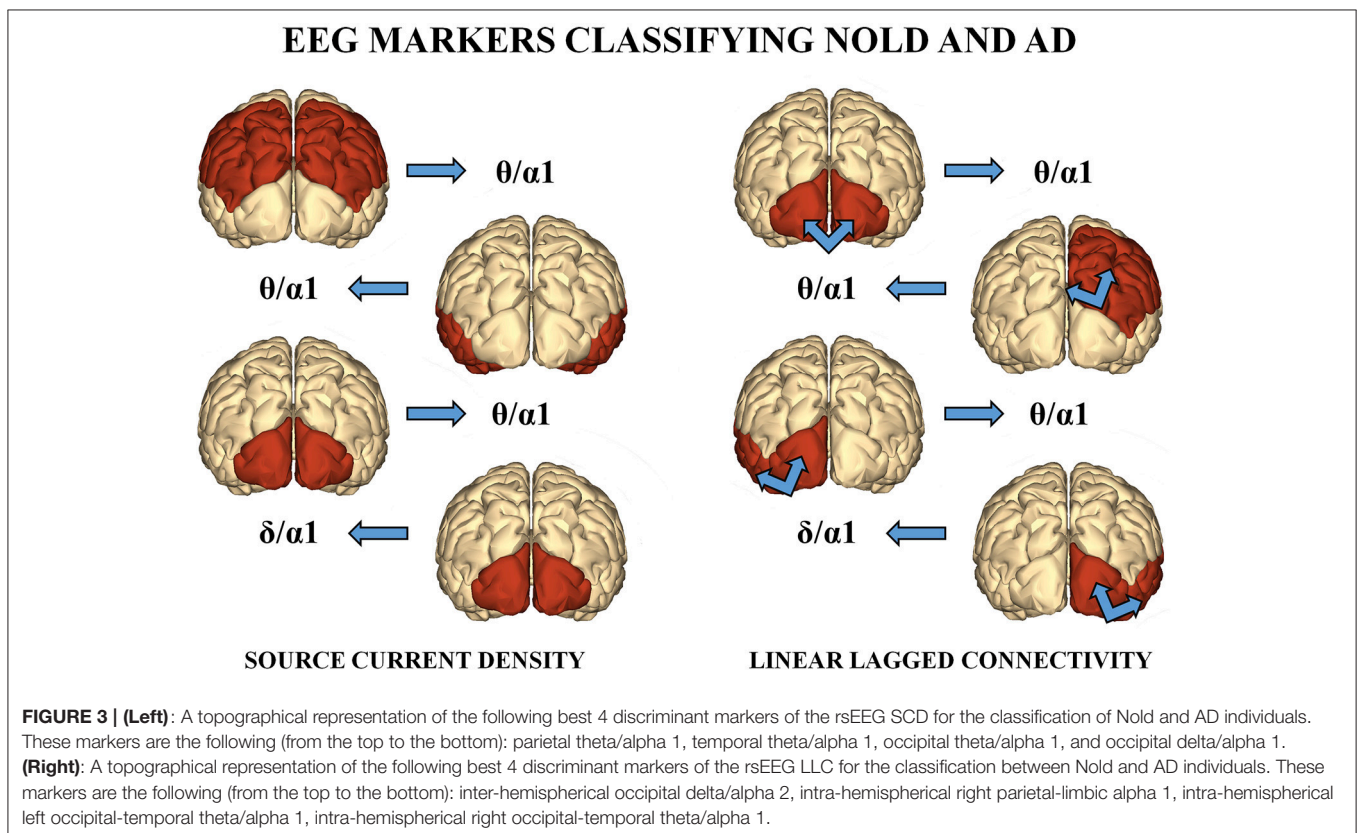 EEG MARKERS CLASSIFYING NOLD AND AD
θ/α1
θ/α1
θ/α1
δ/α1
SOURCE CURRENT DENSITY
θ/α1
θ/α1
θ/α1
δ/α1
LINEAR LAGGED CONNECTIVITY
FIGURE 3 | (Left): A topographical representation of the following best 4 discriminant markers of the rsEEG SCD for the classification of Nold and AD individuals.
These markers are the following (from the top to the bottom): parietal theta/alpha 1, temporal theta/alpha 1, occipital theta/alpha 1, and occipital delta/alpha 1.
(Right): A topographical representation of the following best 4 discriminant markers of the rsEEG LLC for the classification between Nold and AD individuals. These
markers are the following (from the top to the bottom): inter-hemispherical occipital delta/alpha 2, intra-hemispherical right parietal-limbic alpha 1, intra-hemispherical
left occipital-temporal theta/alpha 1, intra-hemispherical right occipital-temporal theta/alpha 1.